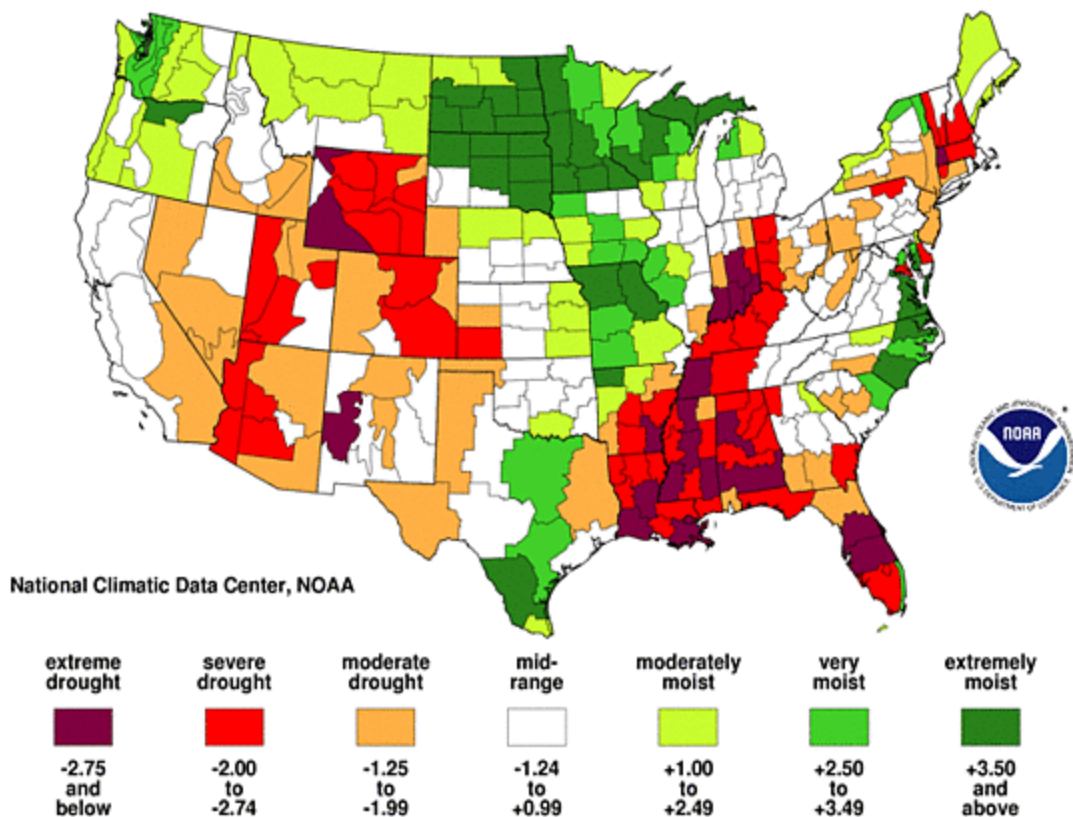 NOAA
National Climatic Data Center, NOAA
extreme drought
severe drought
moderate drought
mid-range
moderately moist
very moist
extremely moist
-2.75 and below
-2.00 to -2.74
-1.25 to -1.99
-1.24 to +0.99
+1.00 to +2.49
+2.50 to +3.49
+3.50 and above